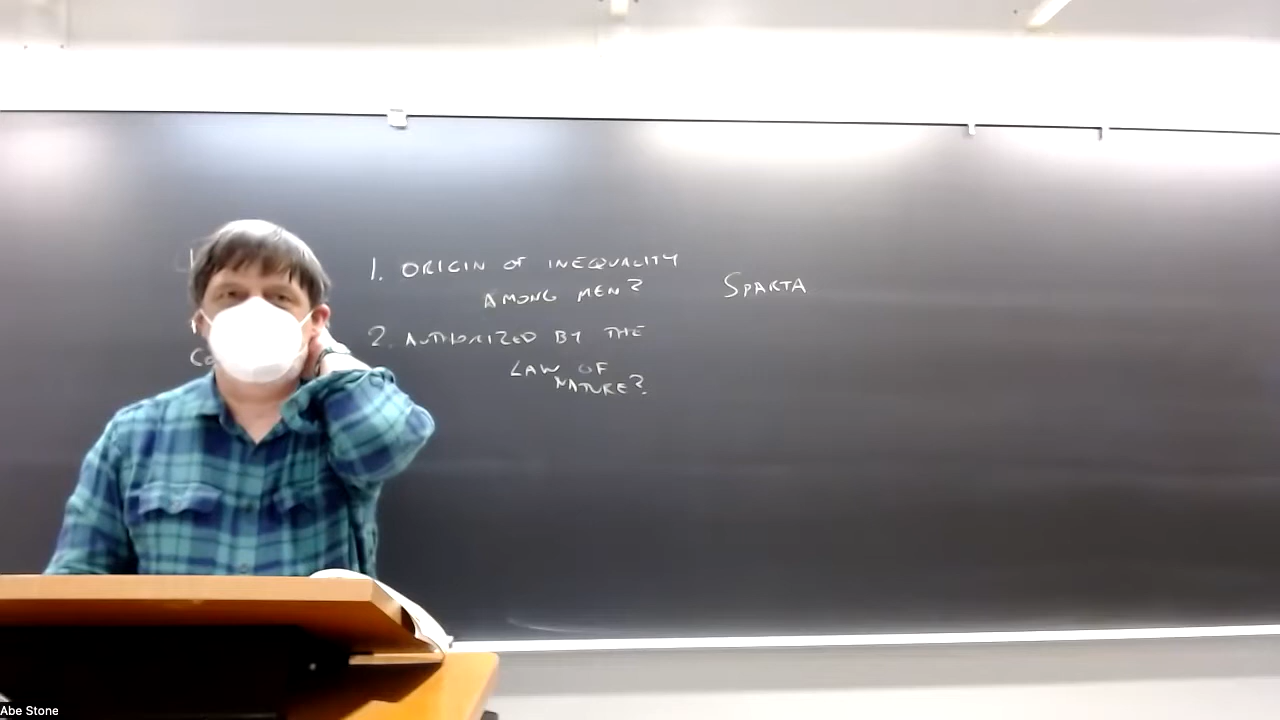 1. ORIGIN OF INEQUALITY
AMONG MEN?
SPARTA
2. AUTHORIZED BY THE
LAW OF
NATURE?
Abe Stone